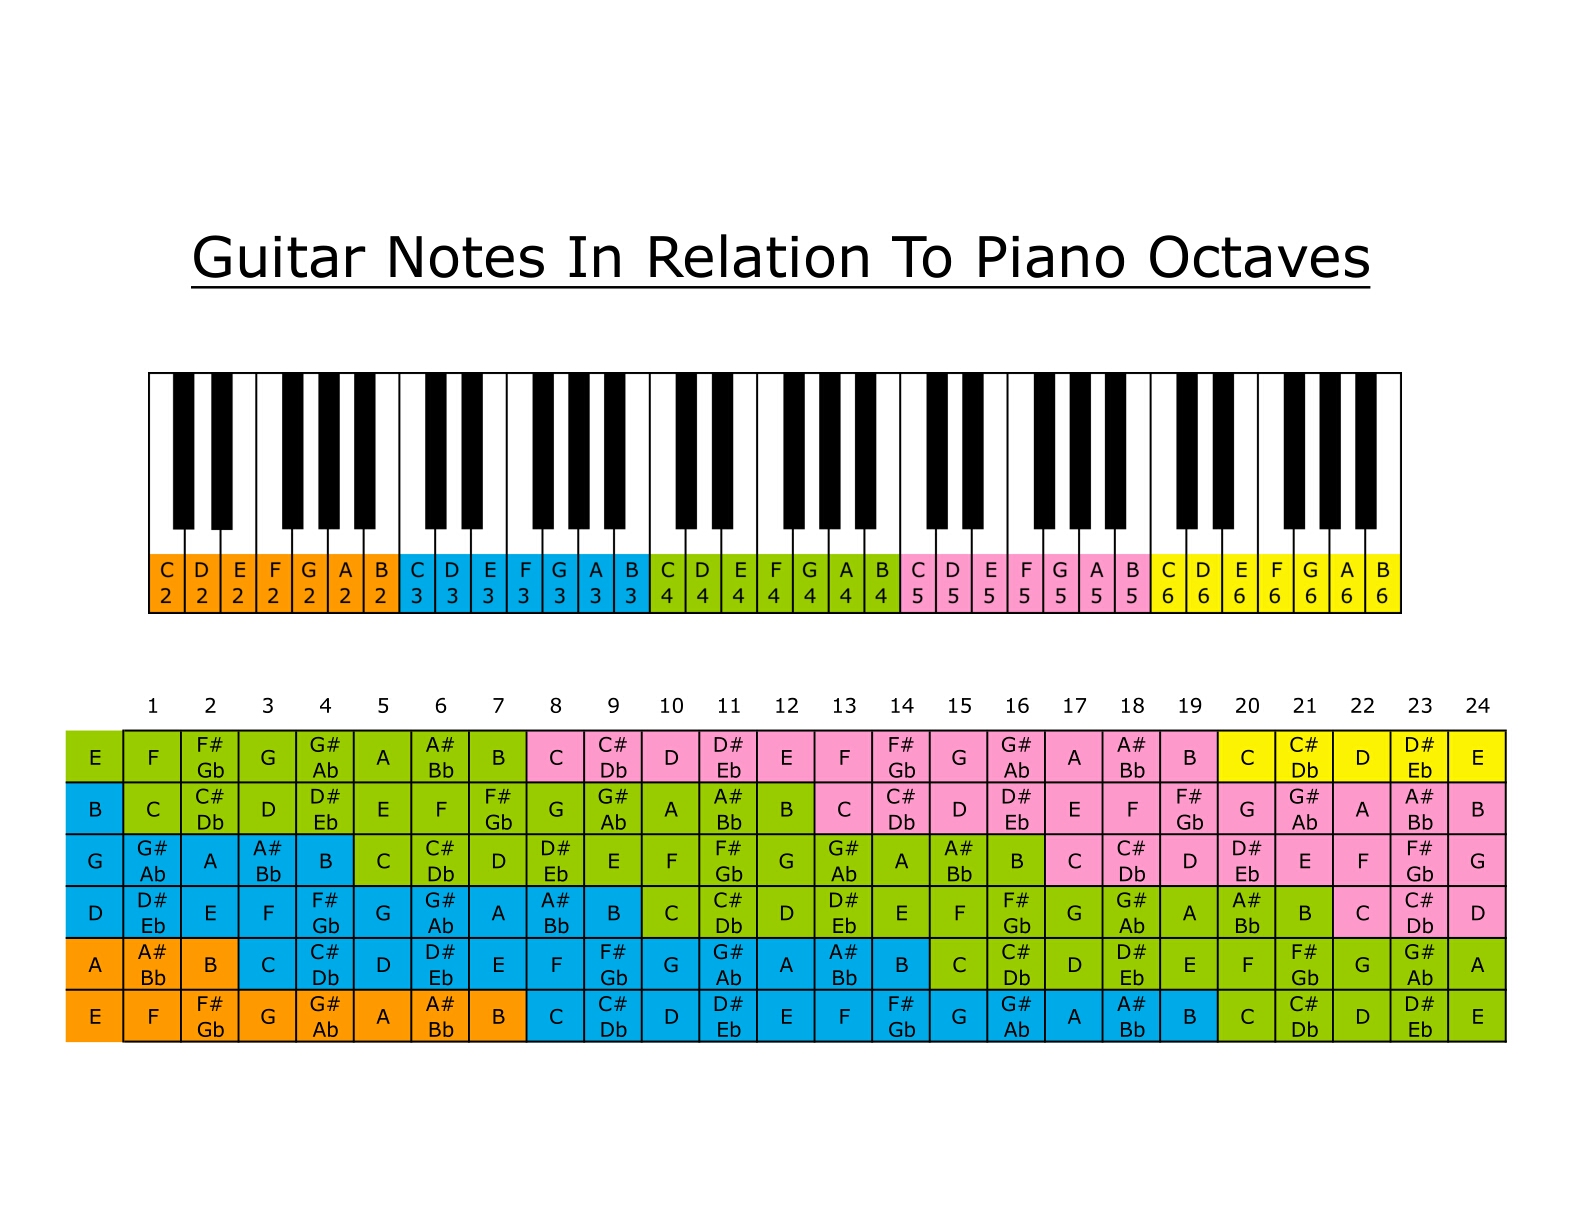 Guitar Notes In Relation To Piano Octaves
C D E F G A B C D E F G A B C D E F G A B C D E F G A B C D E F G A B
2 2 2 2 2 2 2 3 3 3 3 3 3 3 4 4 4 4 4 4 4 5 5 5 5 5 5 5 6 6 6 6 6 6 6
1 2 3 4 5 6 7 8 9 10 11 12 13 14 15 16 17 18 19 20 21 22 23 24
E F F# Gb G G# Ab A A# Bb B C C# Db D D# Eb E F F# Gb G G# Ab A A# Bb B C C# Db D D# Eb E
B C C# Db D D# Eb E F F# Gb G G# Ab A A# Bb B C C# Db D D# Eb E F F# Gb G G# Ab A A# Bb B
G G# Ab A A# Bb B C C# Db D D# Eb E F F# Gb G G# Ab A A# Bb B C C# Db D D# Eb E F F# Gb G
D D# Eb E F F# Gb G G# Ab A A# Bb B C C# Db D D# Eb E F F# Gb G G# Ab A A# Bb B C C# Db D
A A# Bb B C C# Db D D# Eb E F F# Gb G G# Ab A A# Bb B C C# Db D D# Eb E F F# Gb G G# Ab A
E F F# Gb G G# Ab A A# Bb B C C# Db D D# Eb E F F# Gb G G# Ab A A# Bb B C C# Db D D# Eb E